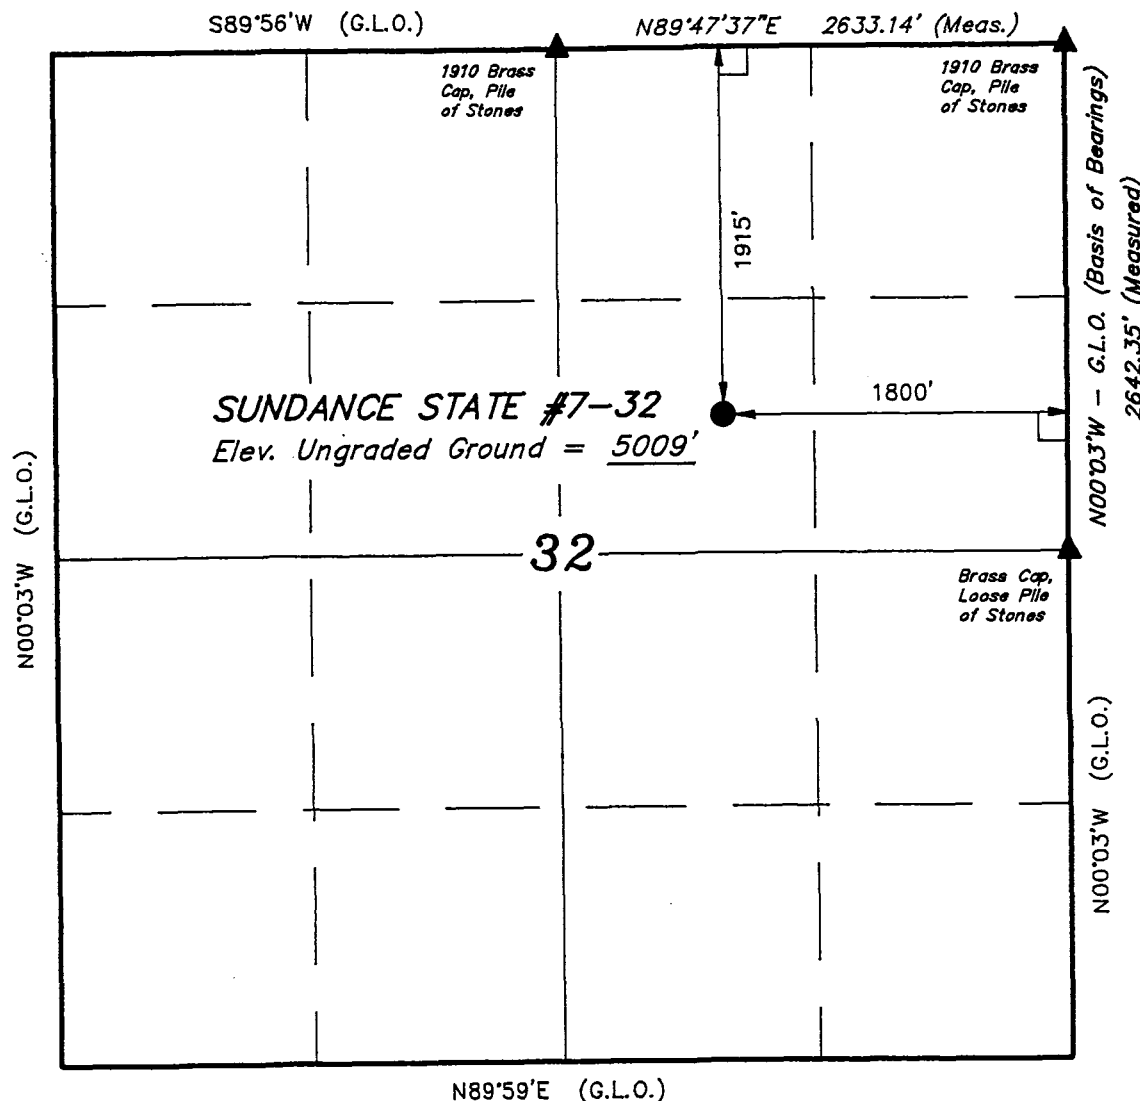 S89°56'W (G.L.O.)
N89°47'37"E 2633.14' (Meas.)
1910 Brass
Cap, Pile
of Stones
1910 Brass
Cap, Pile
of Stones
N00°03'W - G.L.O. (Basis of Bearings)
2642.35' (Measured)
1915'
1800'
SUNDANCE STATE #7-32
Elev. Ungraded Ground = 5009'
N00°03'W (G.L.O.)
32
Brass Cap,
Loose Pile
of Stones
N00°03'W (G.L.O.)
N89°59'E (G.L.O.)